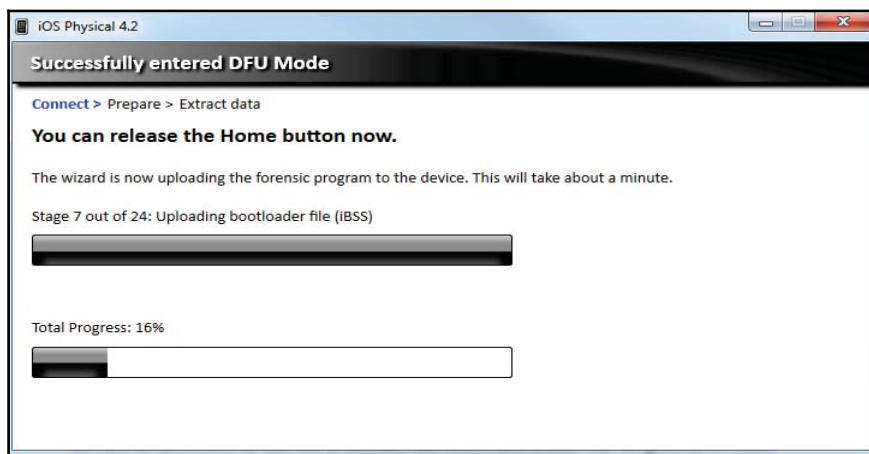 iOS Physical 4.2
Successfully entered DFU Mode
Connect > Prepare > Extract data
You can release the Home button now.
The wizard is now uploading the forensic program to the device. This will take about a minute.
Stage 7 out of 24: Uploading bootloader file (iBSS)
Total Progress: 16%